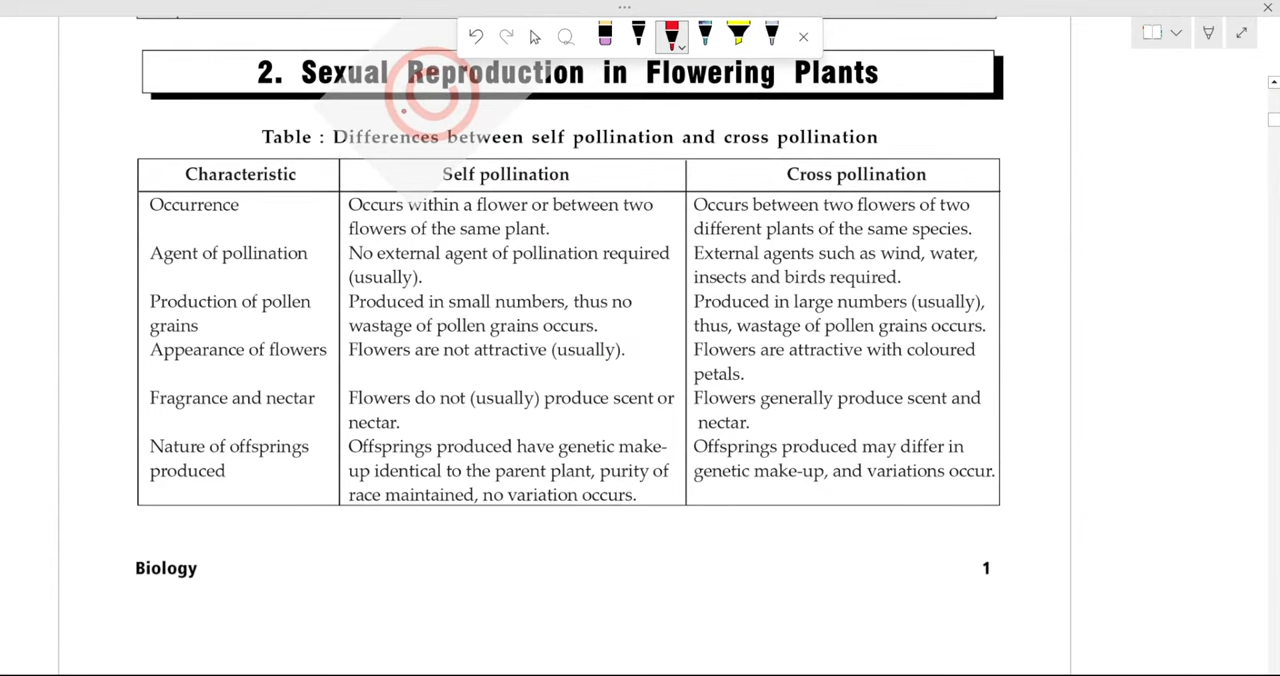 2. Sexual Reproduction in Flowering Plants
Table : Differences between self pollination and cross pollination
Characteristic Self pollination Cross pollination
Occurrence Occurs within a flower or between two Occurs between two flowers of two
flowers of the same plant. different plants of the same species.
Agent of pollination No external agent of pollination required External agents such as wind, water,
(usually). insects and birds required.
Production of pollen Produced in small numbers, thus no Produced in large numbers (usually),
grains wastage of pollen grains occurs. thus, wastage of pollen grains occurs.
Appearance of flowers Flowers are not attractive (usually). Flowers are attractive with coloured
petals.
Fragrance and nectar Flowers do not (usually) produce scent or Flowers generally produce scent and
nectar. nectar.
Nature of offsprings Offsprings produced have genetic make- Offsprings produced may differ in
produced up identical to the parent plant, purity of genetic make-up, and variations occur.
race maintained, no variation occurs.
Biology 1